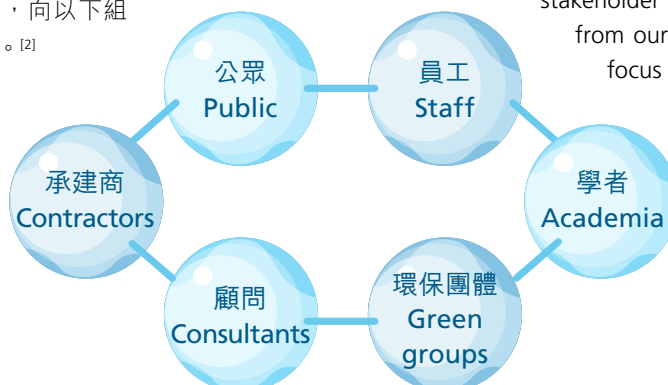 ，向以下組
。[2]
stakeholder
from our
focus
公眾
Public
員工
Staff
承建商
Contractors
學者
Academia
顧問
Consultants
環保團體
Green
groups